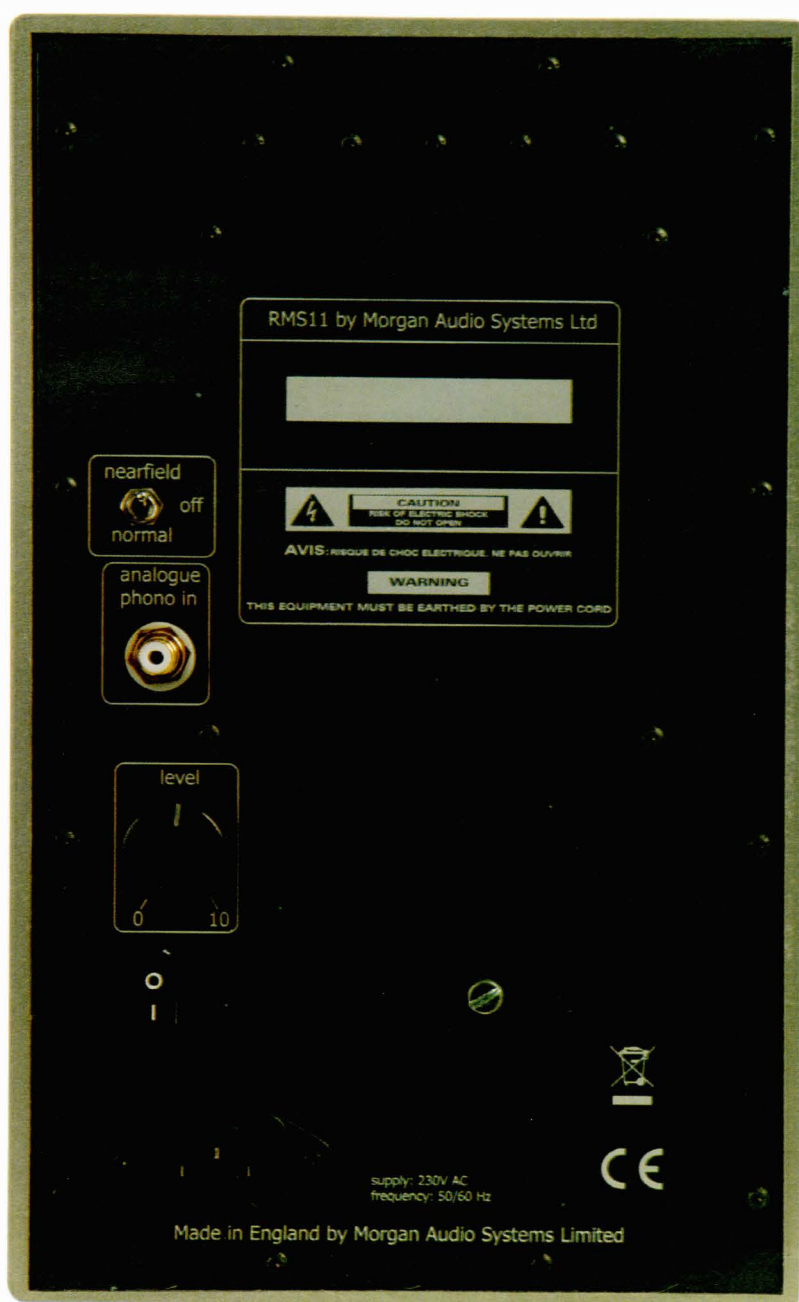 RMS11 by Morgan Audio Systems Ltd
CAUTION
RISK OF ELECTRIC SHOCK
DO NOT OPEN
AVIS: RISQUE DE CHOC ELECTRIQUE. NE PAS OUVRIR
WARNING
THIS EQUIPMENT MUST BE EARTHED BY THE POWER CORD
nearfield
off
normal
analogue
phono in
level
0 10
O
I
CE
supply: 230V AC
frequency: 50/60 Hz
Made in England by Morgan Audio Systems Limited